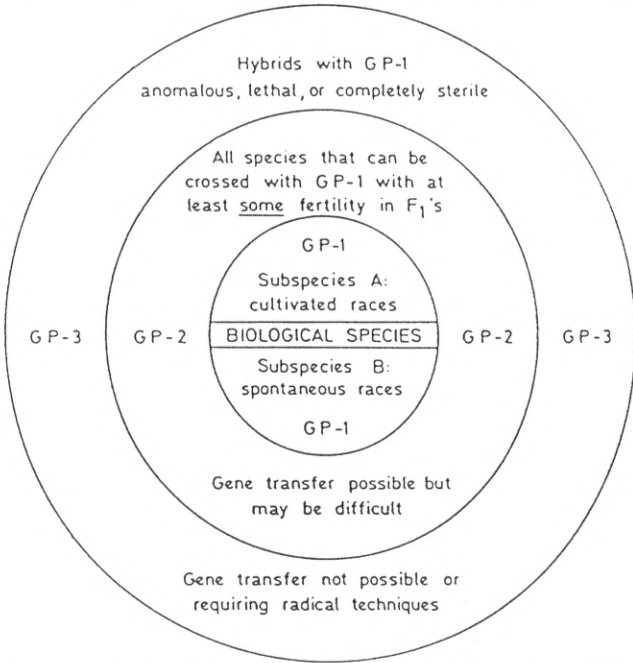 Hybrids with GP-1
anomalous, lethal, or completely sterile
All species that can be
crossed with GP-1 with at
least some fertility in F₁'s
GP-1
Subspecies A:
cultivated races
GP-3 GP-2 BIOLOGICAL SPECIES GP-2 GP-3
Subspecies B:
spontaneous races
GP-1
Gene transfer possible but
may be difficult
Gene transfer not possible or
requiring radical techniques